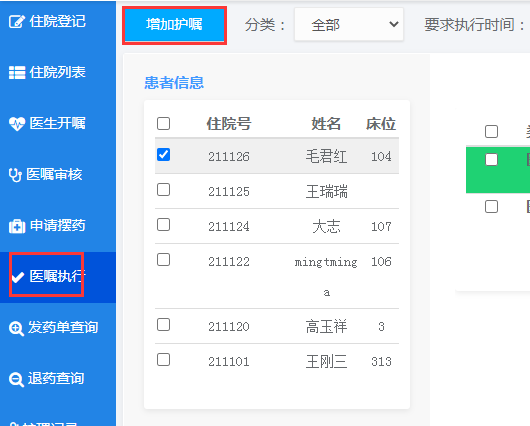 住院登记
住院列表
医生开嘱
医嘱审核
申请摆药
医嘱执行
发药单查询
退药查询
增加护嘱 分类： 全部 要求执行时间：
患者信息
住院号 姓名 床位
211126 毛君红 104
211125 王瑞瑞
211124 大志 107
211122 mingtming 106
a
211120 高玉祥 3
211101 王刚三 313